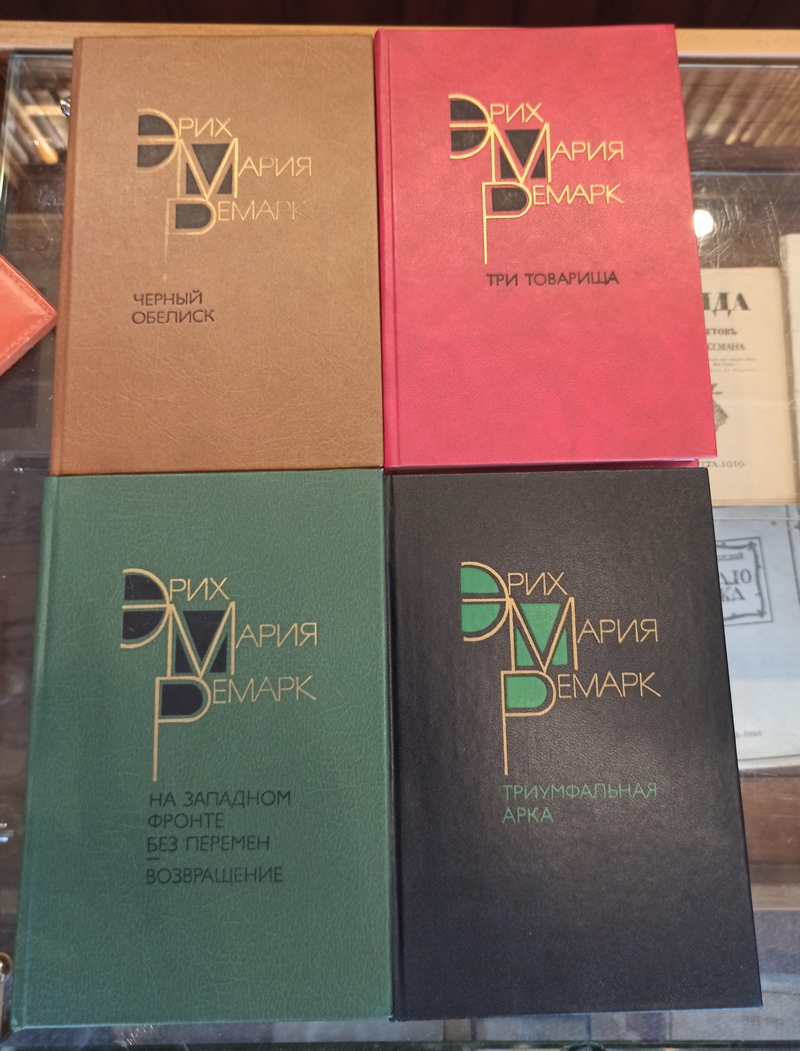 ЭРИХ
МАРИЯ
РЕМАРК
ЧЕРНЫЙ
ОБЕЛИСК
ЭРИХ
МАРИЯ
РЕМАРК
ТРИ ТОВАРИЩА
ЭРИХ
МАРИЯ
РЕМАРК
НА ЗАПАДНОМ
ФРОНТЕ
БЕЗ ПЕРЕМЕН
—
ВОЗВРАЩЕНИЕ
ЭРИХ
МАРИЯ
РЕМАРК
ТРИУМФАЛЬНАЯ
АРКА